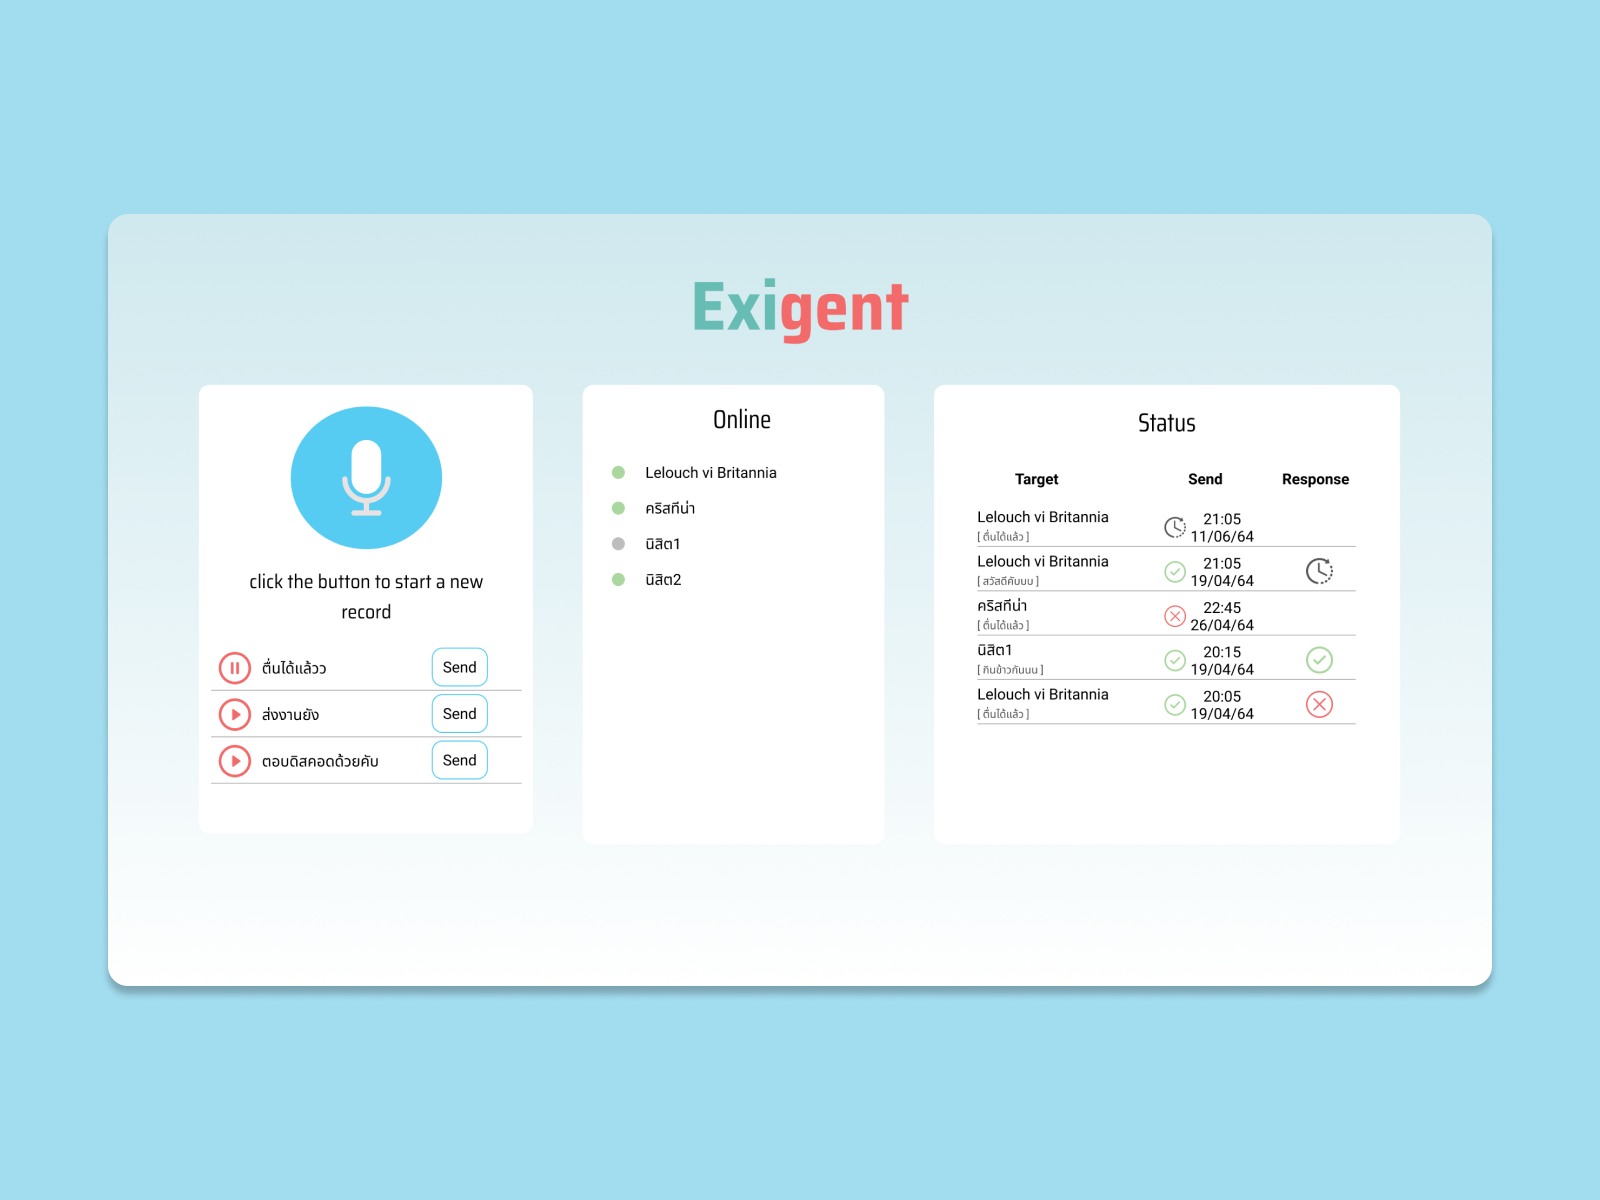 Exigent
click the button to start a new
record
ตื่นได้แล้วว Send
ส่งงานยัง Send
ตอบดิสคอดด้วยคับ Send
Online
Lelouch vi Britannia
คริสทีน่า
นิสิต1
นิสิต2
Status
Target Send Response
Lelouch vi Britannia 21:05
[ ตื่นได้แล้ว ] 11/06/64
Lelouch vi Britannia 21:05
[ สวัสดีคับบบ ] 19/04/64
คริสทีน่า 22:45
[ ตื่นได้แล้ว ] 26/04/64
นิสิต1 20:15
[ กินข้าวกันบน ] 19/04/64
Lelouch vi Britannia 20:05
[ ตื่นได้แล้ว ] 19/04/64